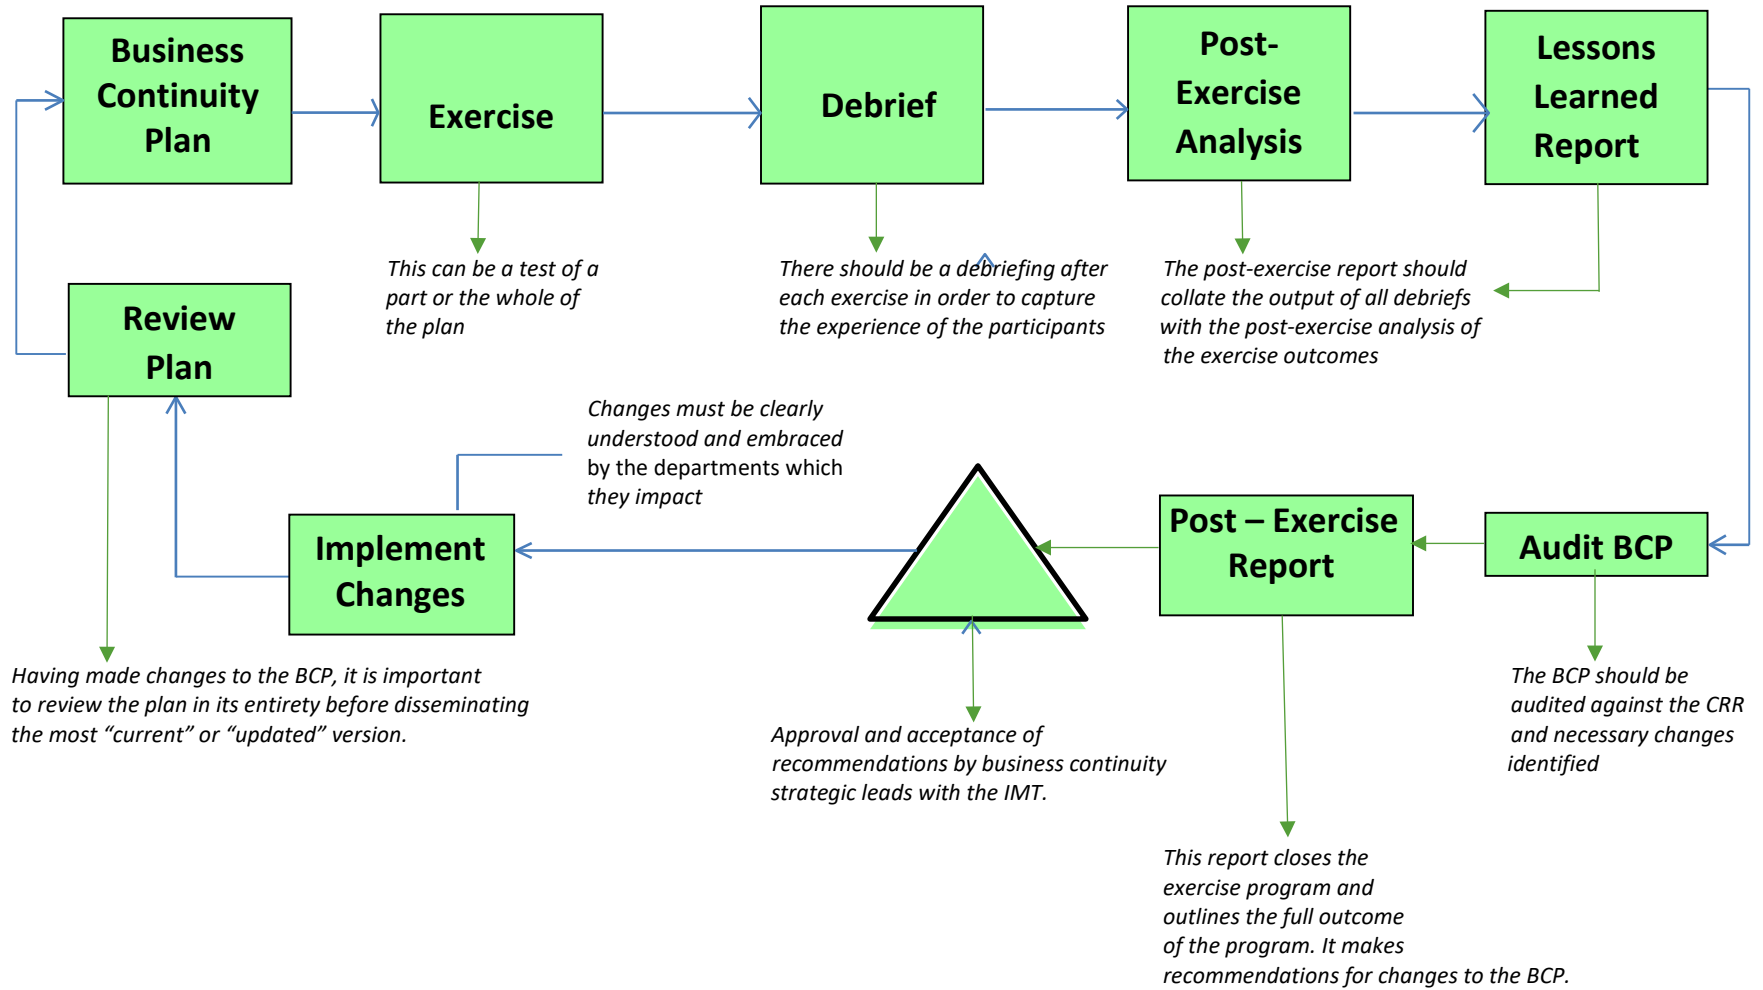 Business
Continuity
Plan
Exercise
Debrief
Post-
Exercise
Analysis
Lessons
Learned
Report
This can be a test of a
part or the whole of
the plan
There should be a debriefing after
each exercise in order to capture
the experience of the participants
The post-exercise report should
collate the output of all debriefs
with the post-exercise analysis of
the exercise outcomes
Review
Plan
Changes must be clearly
understood and embraced
by the departments which
they impact
Implement
Changes
Post – Exercise
Report
Audit BCP
Having made changes to the BCP, it is important
to review the plan in its entirety before disseminating
the most “current” or “updated” version.
Approval and acceptance of
recommendations by business continuity
strategic leads with the IMT.
The BCP should be
audited against the CRR
and necessary changes
identified
This report closes the
exercise program and
outlines the full outcome
of the program. It makes
recommendations for changes to the BCP.